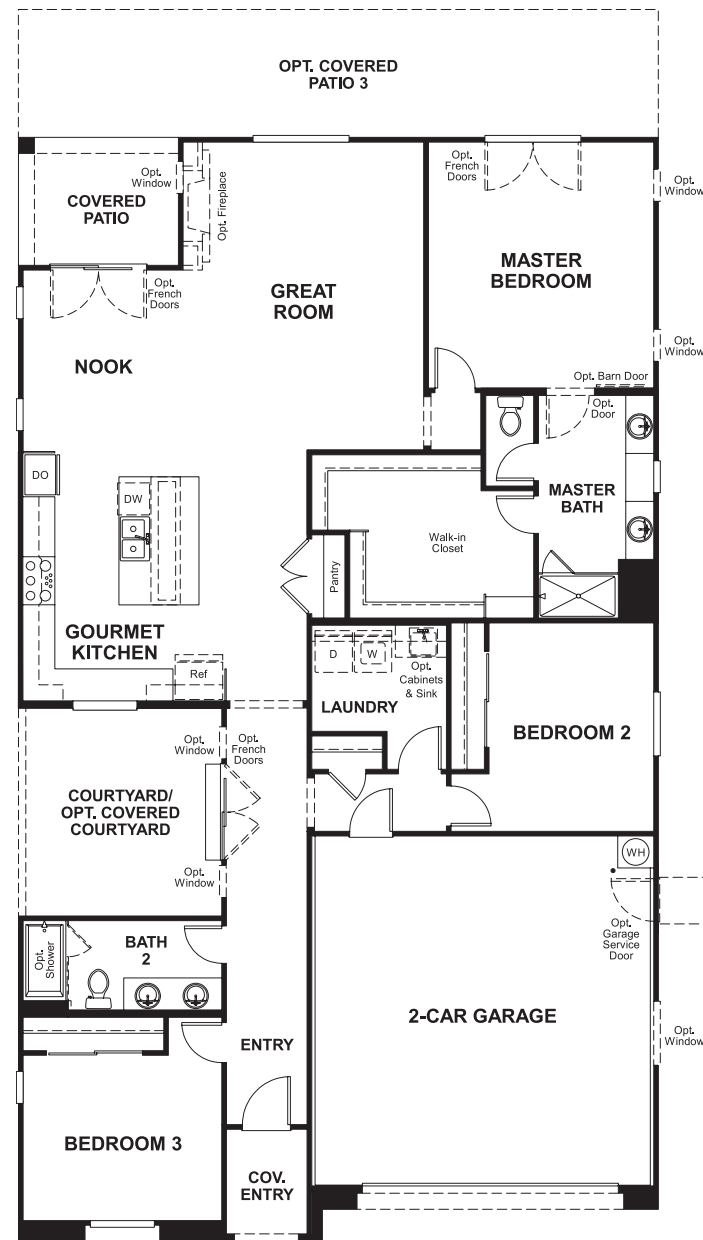 OPT. COVERED
PATIO 3
Opt.
Window
COVERED
PATIO
Opt. Fireplace
Opt.
French
Doors
Opt.
Window
MASTER
BEDROOM
GREAT
ROOM
Opt.
French
Doors
NOOK
Opt.
Window
Opt. Barn Door
Opt.
Door
DO
DW
MASTER
BATH
Walk-in
Closet
Pantry
GOURMET
KITCHEN
Ref
D
W
Opt.
Cabinets
& Sink
LAUNDRY
BEDROOM 2
Opt.
Window
Opt.
French
Doors
COURTYARD/
OPT. COVERED
COURTYARD
Opt.
Window
WH
Opt.
Garage
Service
Door
Opt.
Shower
BATH
2
2-CAR GARAGE
ENTRY
Opt.
Window
BEDROOM 3
COV.
ENTRY